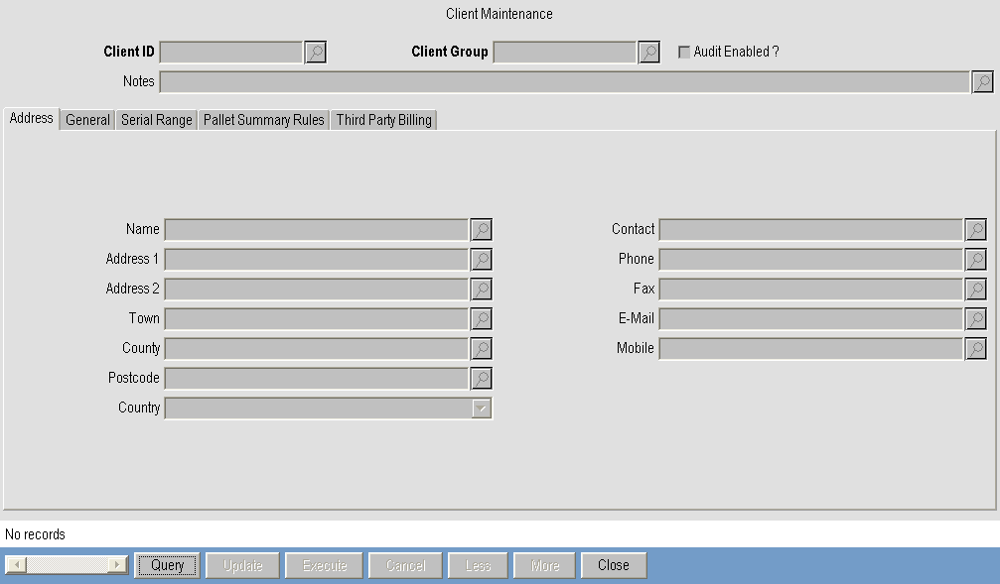 Client Maintenance
Client ID Client Group Audit Enabled ?
Notes
Address General Serial Range Pallet Summary Rules Third Party Billing
Name Contact
Address 1 Phone
Address 2 Fax
Town E-Mail
County Mobile
Postcode
Country
No records
Query Update Execute Cancel Less More Close